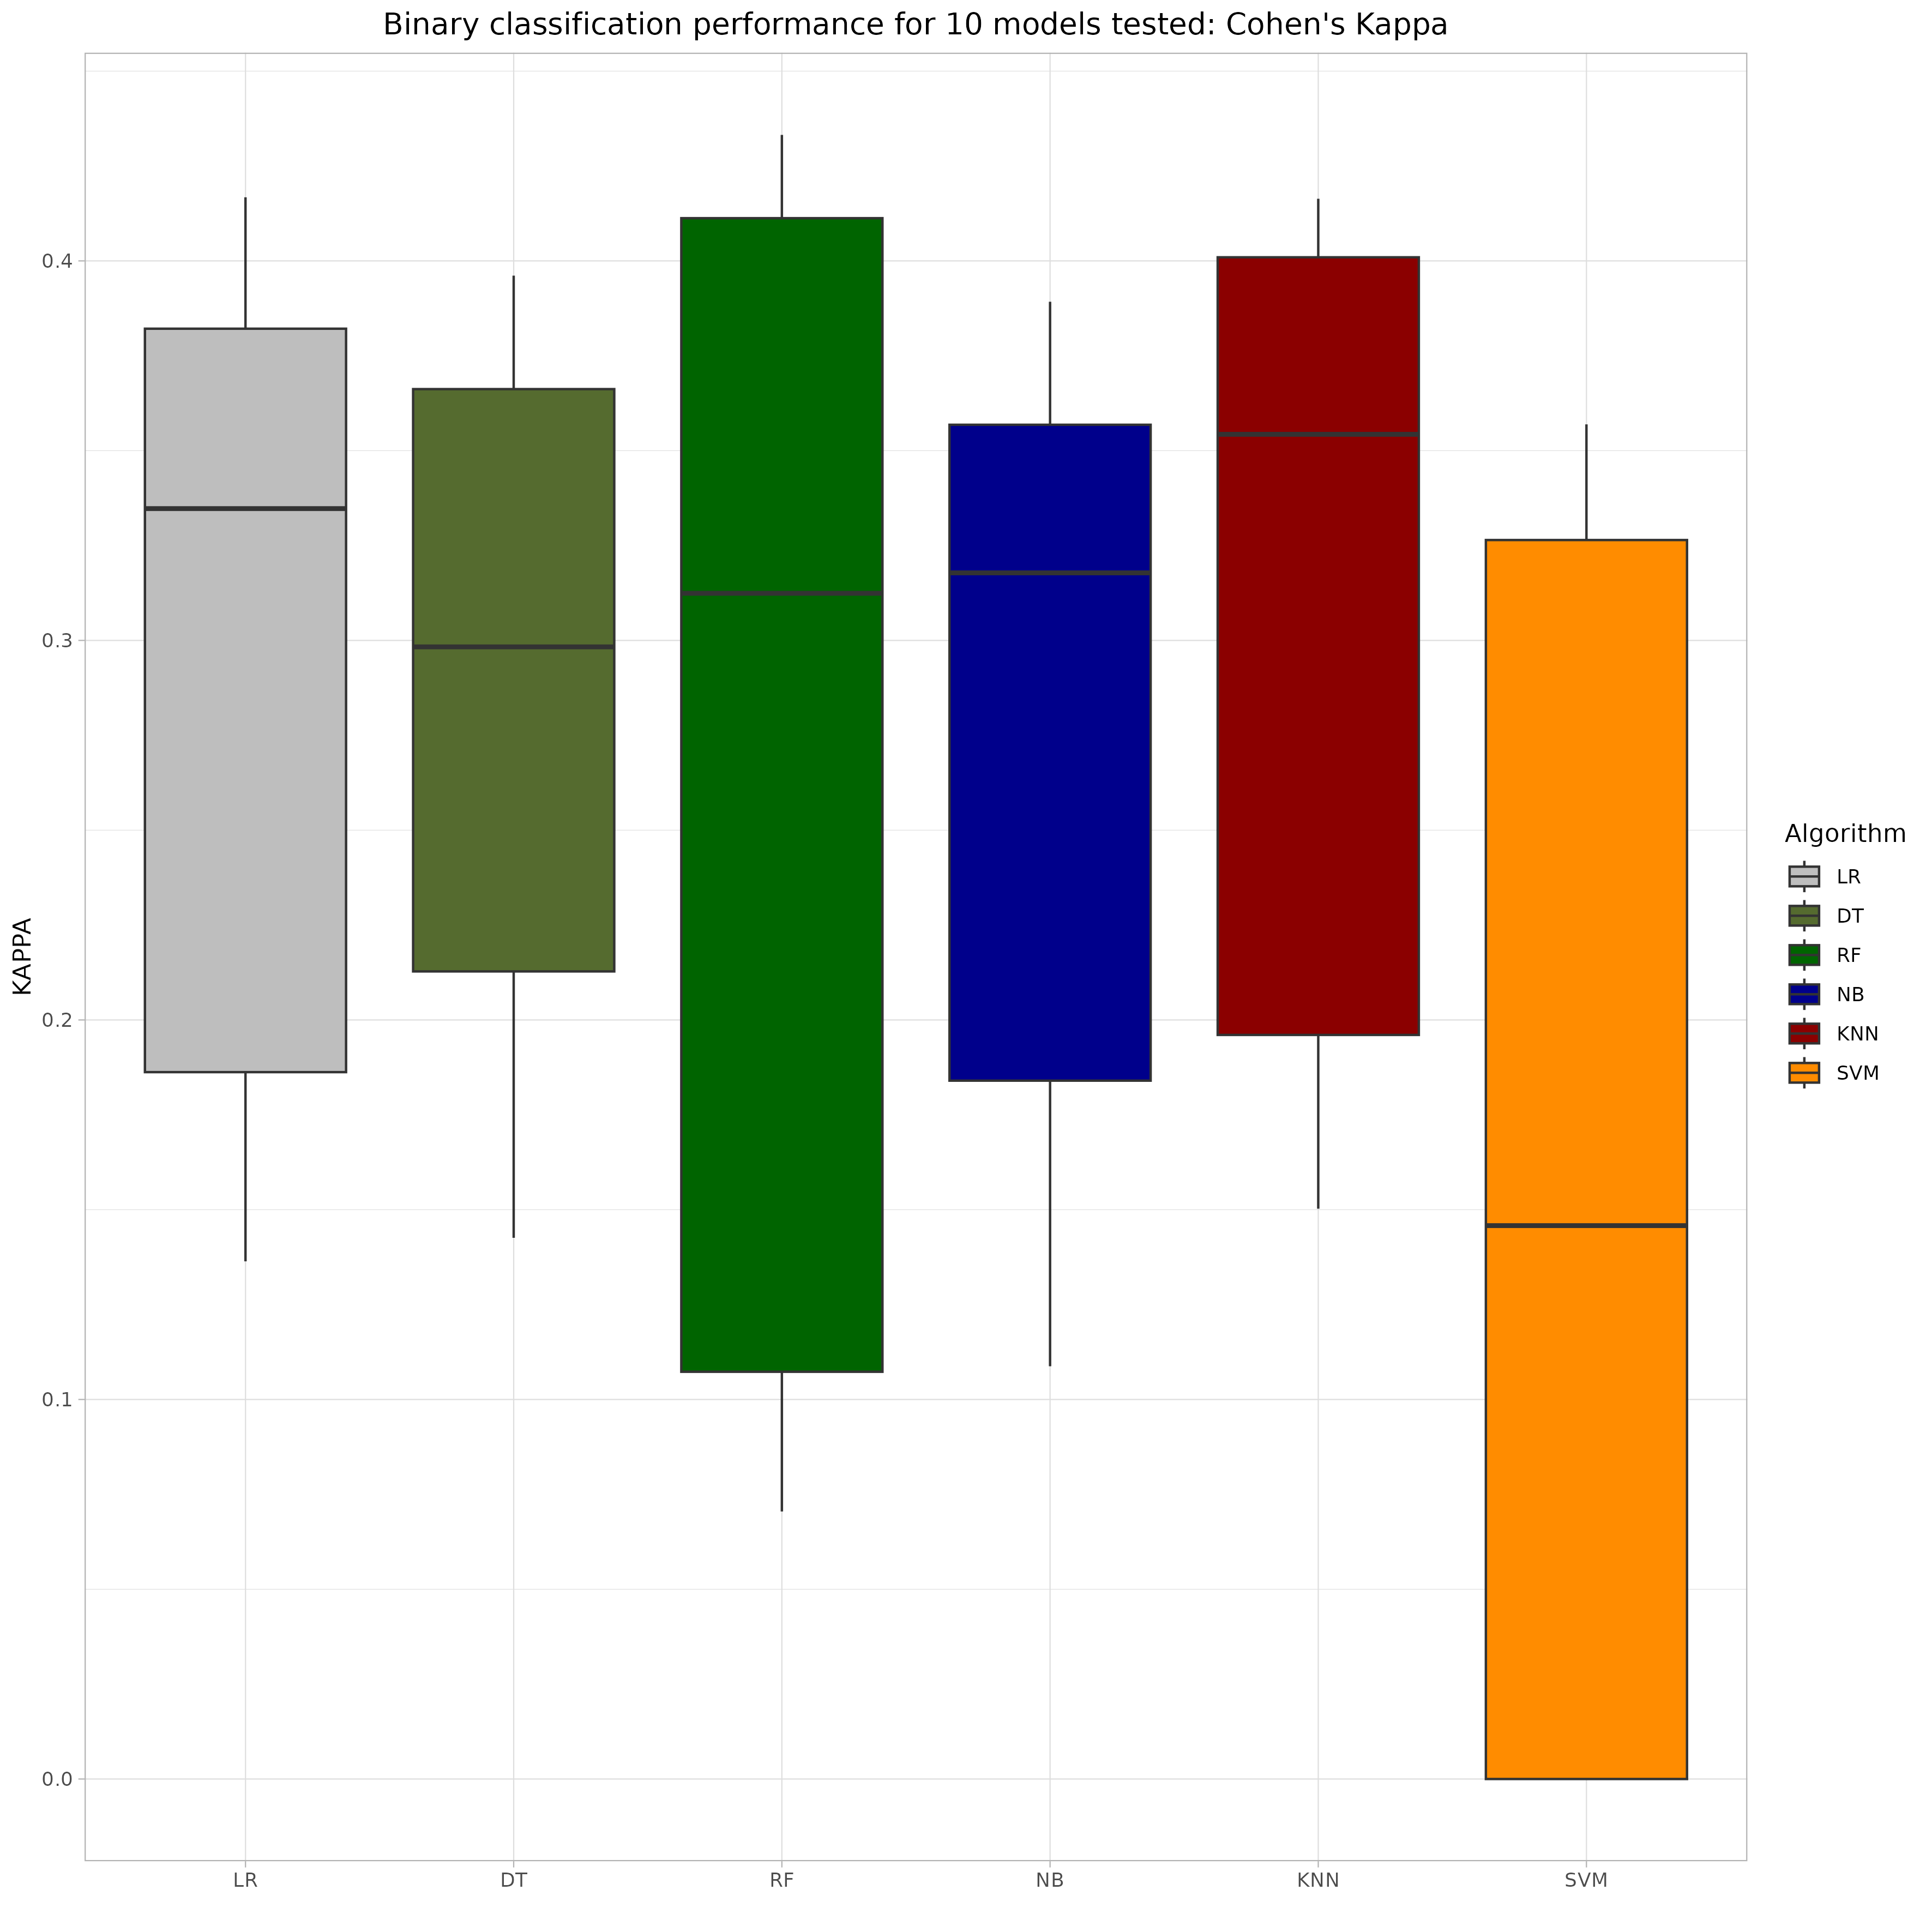 Binary classification performance for 10 models tested: Cohen's Kappa
KAPPA
0.4
0.3
0.2
0.1
0.0
LR DT RF NB KNN SVM
Algorithm
LR
DT
RF
NB
KNN
SVM